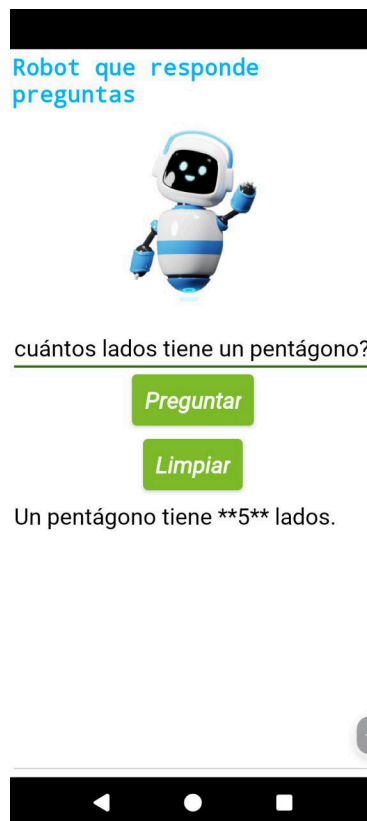 Robot que responde
preguntas
cuántos lados tiene un pentágono?
Preguntar
Limpiar
Un pentágono tiene **5** lados.